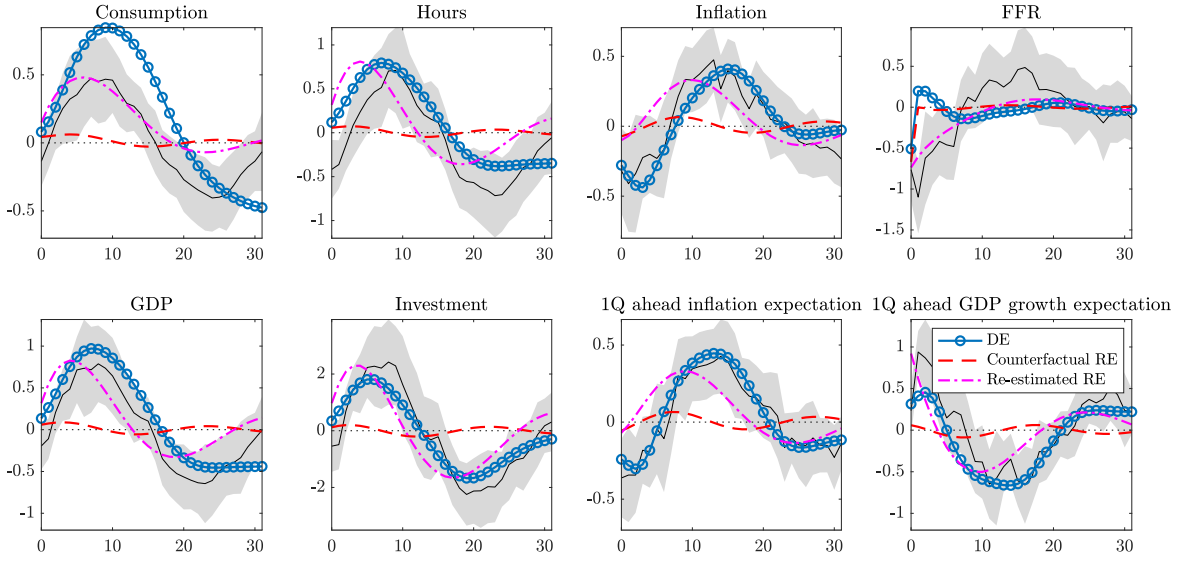 Consumption
Hours
Inflation
FFR
0.5
0
-0.5
0 10 20 30
1
0.5
0
-0.5
-1
0 10 20 30
0.5
0
-0.5
0 10 20 30
0.5
0
-0.5
-1
-1.5
0 10 20 30
GDP
Investment
1Q ahead inflation expectation
1Q ahead GDP growth expectation
1
0.5
0
-0.5
-1
0 10 20 30
2
0
-2
0 10 20 30
0.5
0
-0.5
0 10 20 30
1
0.5
0
-0.5
-1
0 10 20 30
DE
Counterfactual RE
Re-estimated RE